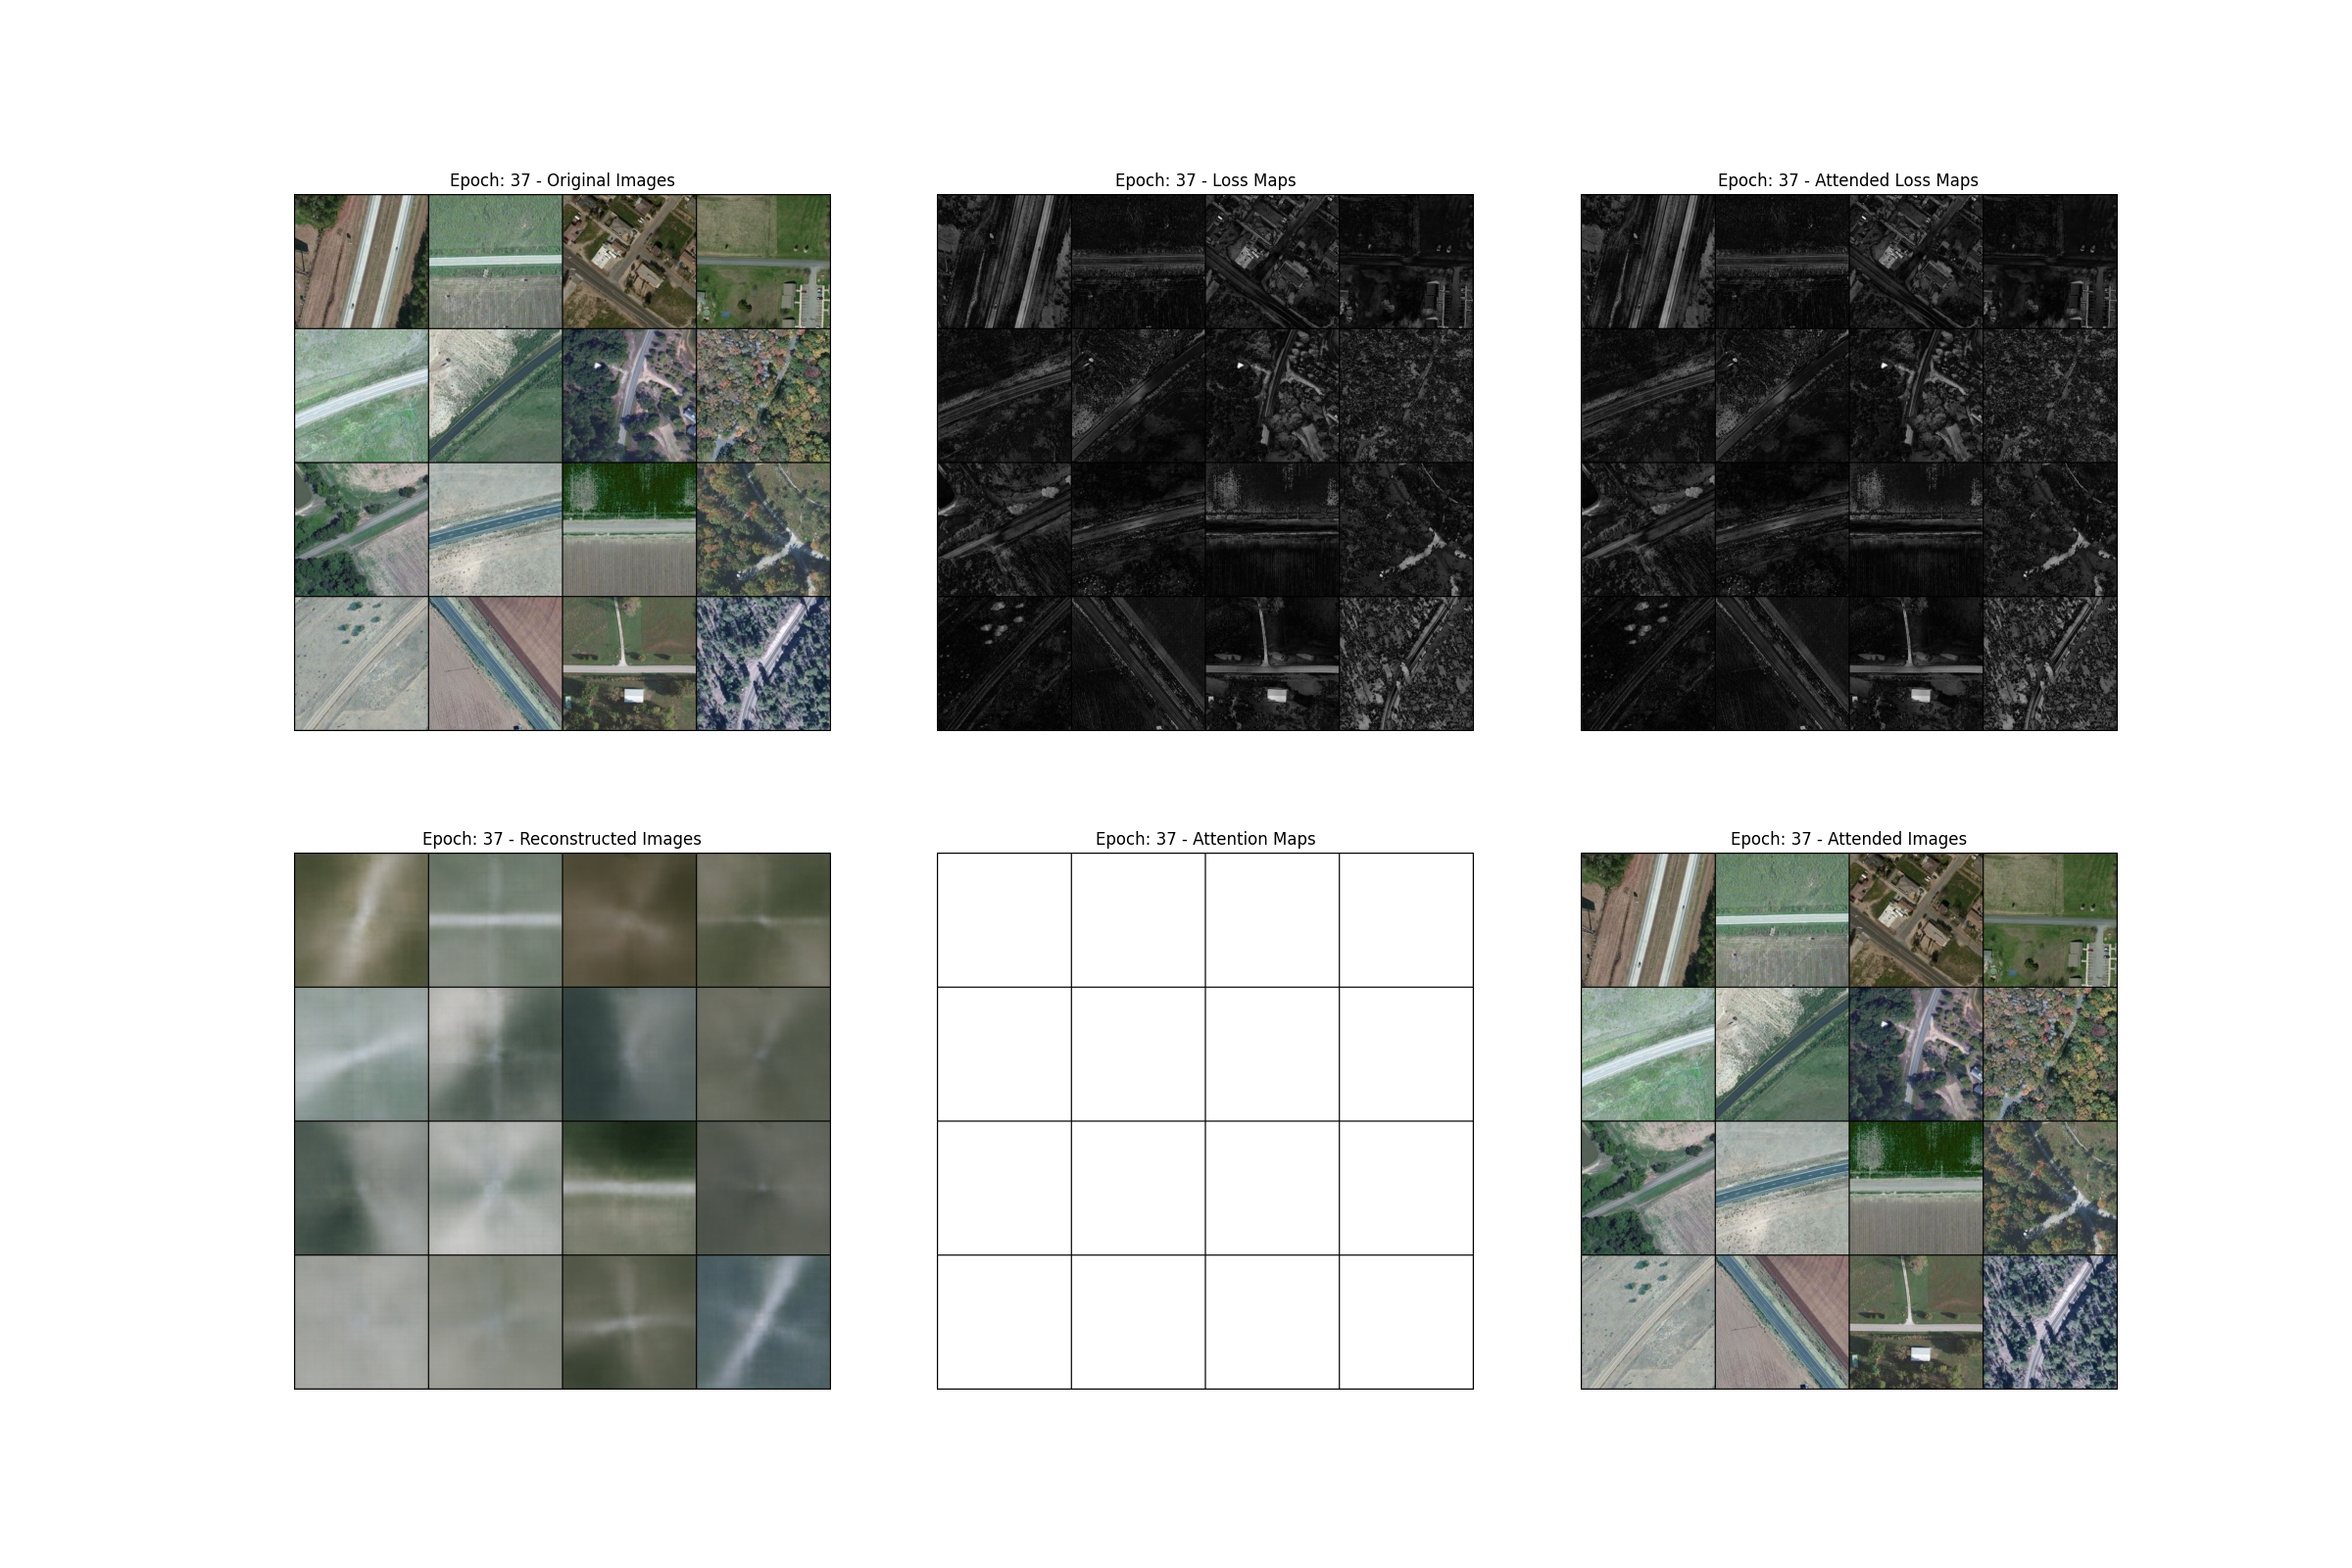 Epoch: 37 - Original Images
Epoch: 37 - Loss Maps
Epoch: 37 - Attended Loss Maps
Epoch: 37 - Reconstructed Images
Epoch: 37 - Attention Maps
Epoch: 37 - Attended Images